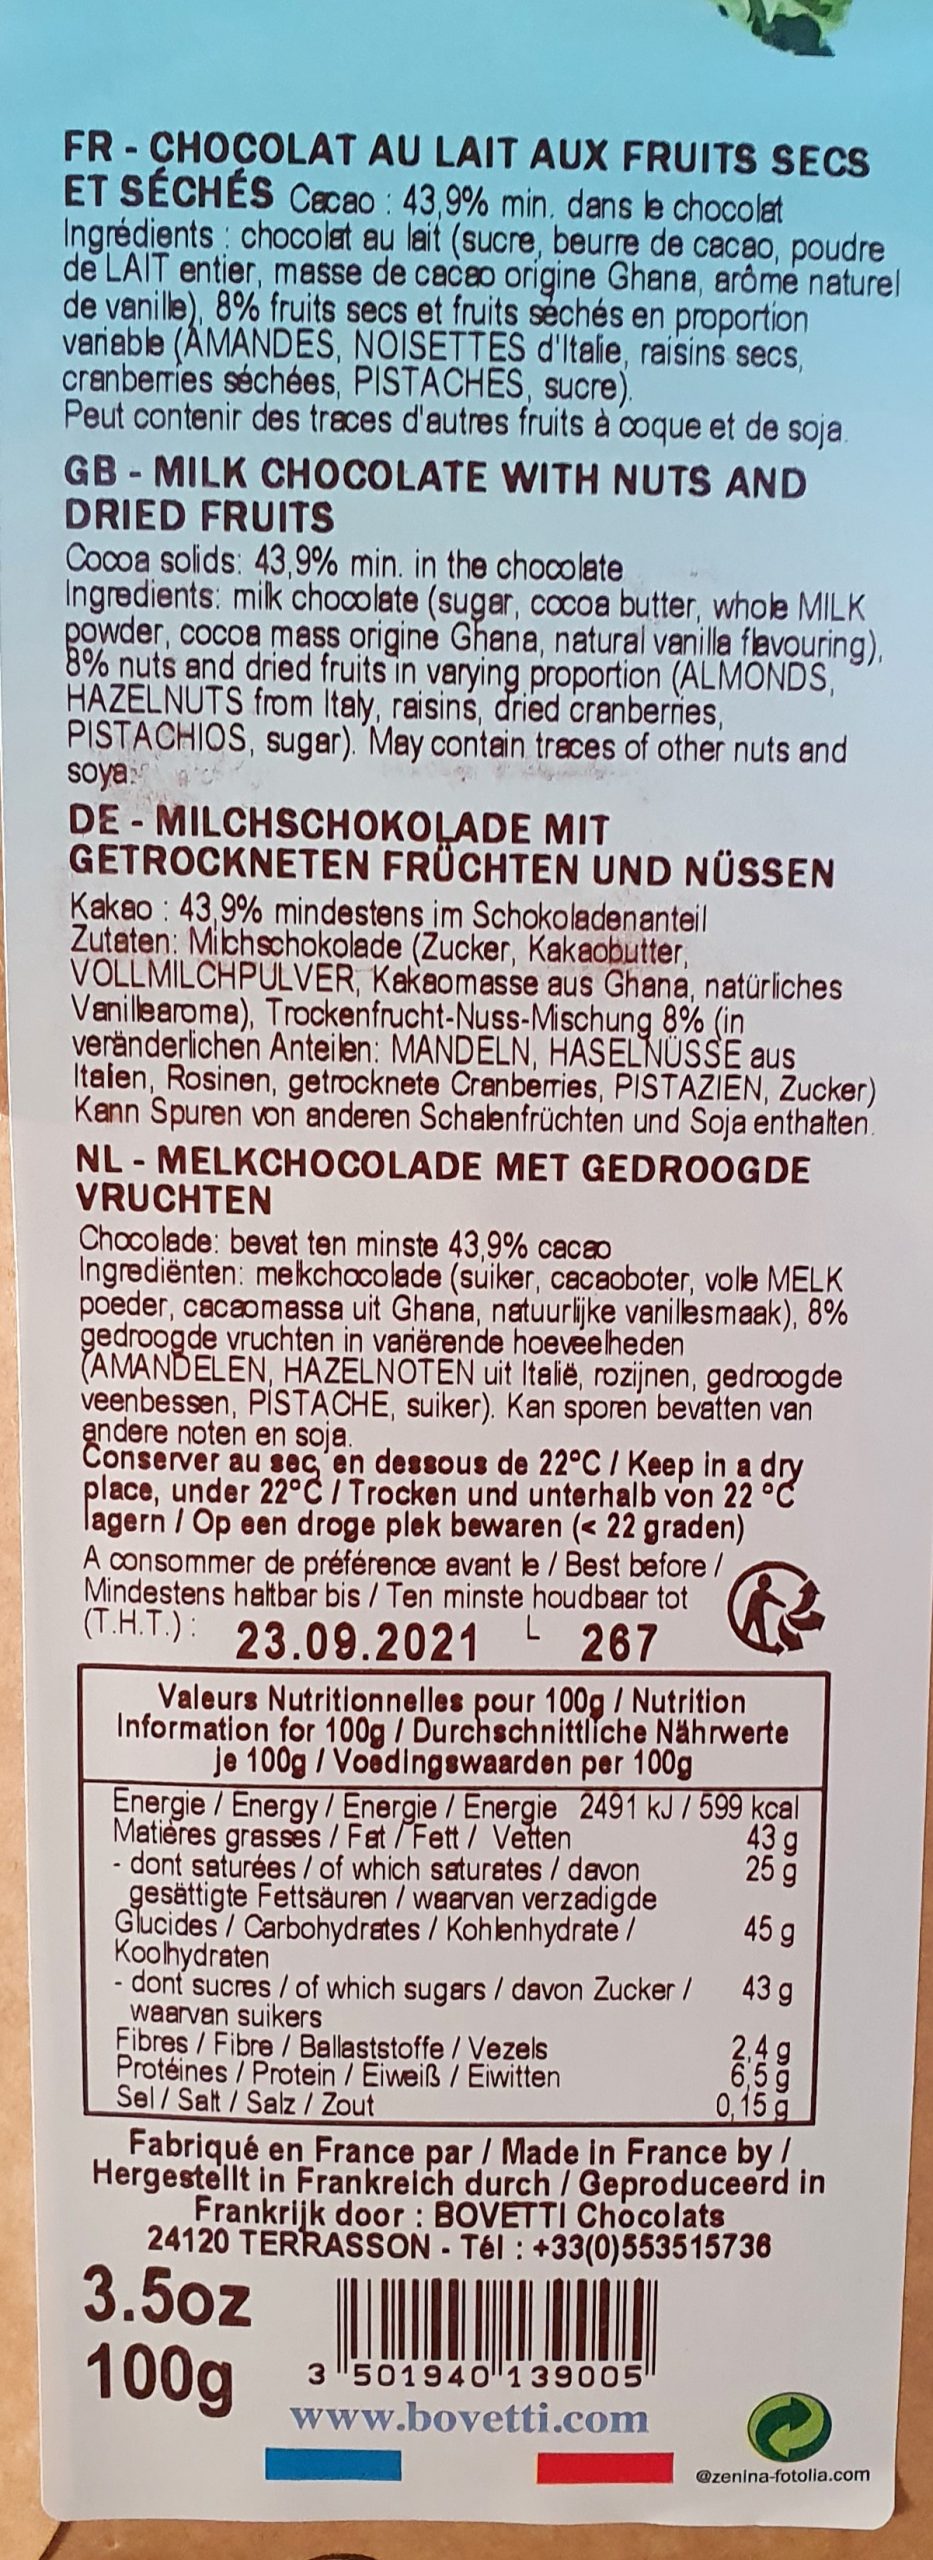 FR - CHOCOLAT AU LAIT AUX FRUITS SECS
ET SÉCHÉS Cacao : 43,9% min. dans le chocolat
Ingrédients : chocolat au lait (sucre, beurre de cacao, poudre
de LAIT entier, masse de cacao origine Ghana, arôme naturel
de vanille), 8% fruits secs et fruits séchés en proportion
variable (AMANDES, NOISETTES d'Italie, raisins secs,
cranberries séchées, PISTACHES, sucre).
Peut contenir des traces d'autres fruits à coque et de soja.
GB - MILK CHOCOLATE WITH NUTS AND
DRIED FRUITS
Cocoa solids: 43,9% min. in the chocolate
Ingredients: milk chocolate (sugar, cocoa butter, whole MILK
powder, cocoa mass origine Ghana, natural vanilla flavouring),
8% nuts and dried fruits in varying proportion (ALMONDS,
HAZELNUTS from Italy, raisins, dried cranberries,
PISTACHIOS, sugar). May contain traces of other nuts and
soya.
DE - MILCHSCHOKOLADE MIT
GETROCKNETEN FRÜCHTEN UND NÜSSEN
Kakao : 43,9% mindestens im Schokoladenanteil
Zutaten: Milchschokolade (Zucker, Kakaobutter,
VOLLMILCHPULVER, Kakaomasse aus Ghana, natürliches
Vanillearoma), Trockenfrucht-Nuss-Mischung 8% (in
veränderlichen Anteilen: MANDELN, HASELNÜSSE aus
Italen, Rosinen, getrocknete Cranberries, PISTAZIEN, Zucker)
Kann Spuren von anderen Schalenfrüchten und Soja enthalten.
NL - MELKCHOCOLADE MET GEDROOGDE
VRUCHTEN
Chocolade: bevat ten minste 43,9% cacao
Ingrediënten: melkchocolade (suiker, cacaoboter, volle MELK
poeder, cacaomassa uit Ghana, natuurlijke vanillesmaak), 8%
gedroogde vruchten in variërende hoeveelheden
(AMANDELEN, HAZELNOTEN uit Italië, rozijnen, gedroogde
veenbessen, PISTACHE, suiker). Kan sporen bevatten van
andere noten en soja.
Conserver au sec, en dessous de 22°C / Keep in a dry
place, under 22°C / Trocken und unterhalb von 22 °C
lagern / Op een droge plek bewaren (< 22 graden)
A consommer de préférence avant le / Best before /
Mindestens haltbar bis / Ten minste houdbaar tot
(T.H.T.): 23.09.2021 L 267
Valeurs Nutritionnelles pour 100g / Nutrition
Information for 100g / Durchschnittliche Nährwerte
je 100g / Voedingswaarden per 100g
Energie / Energy / Energie / Energie 2491 kJ / 599 kcal
Matières grasses / Fat / Fett / Vetten 43 g
- dont saturées / of which saturates / davon 25 g
gesättigte Fettsäuren / waarvan verzadigde
Glucides / Carbohydrates / Kohlenhydrate / 45 g
Koolhydraten
- dont sucres / of which sugars / davon Zucker / 43 g
waarvan suikers
Fibres / Fibre / Ballaststoffe / Vezels 2,4 g
Protéines / Protein / Eiweiß / Eiwitten 6,5 g
Sel / Salt / Salz / Zout 0,15 g
Fabriqué en France par / Made in France by /
Hergestellt in Frankreich durch / Geproduceerd in
Frankrijk door : BOVETTI Chocolats
24120 TERRASSON - Tél : +33(0)553515736
3.5oz
100g
3 501940 139005
www.bovetti.com
@zenina-fotolia.com